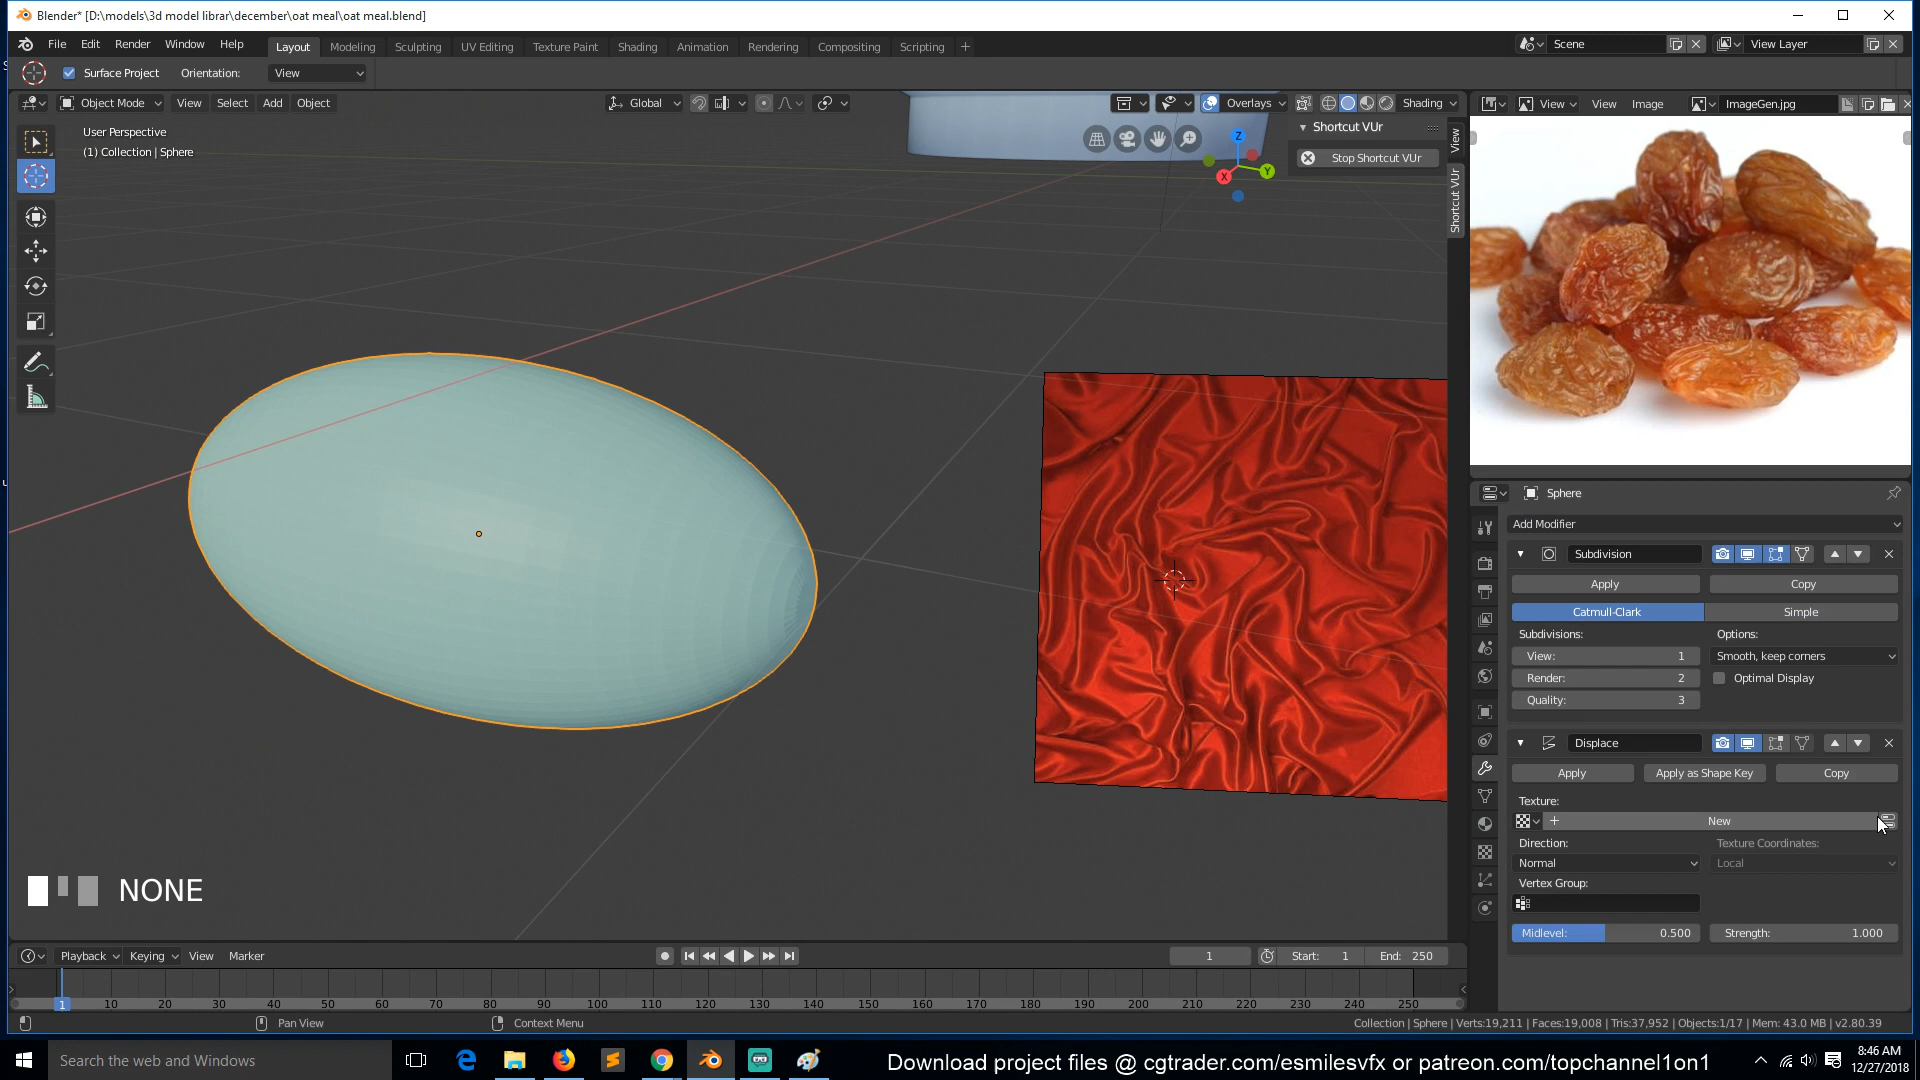 Blender* [D:\models\3d model librar\december\oat meal\oat meal.blend]
File Edit Render Window Help Layout Modeling Sculpting UV Editing Texture Paint Shading Animation Rendering Compositing Scripting + Scene View Layer
Surface Project Orientation: View
Object Mode View Select Add Object Global Overlays Shading View View Image ImageGen.jpg
User Perspective
(1) Collection | Sphere
Shortcut VUr
Stop Shortcut VUr
View
Shortcut VUr
Z
Y
X
Sphere
Add Modifier
Subdivision
Apply Copy
Catmull-Clark Simple
Subdivisions: Options:
View: 1 Smooth, keep corners
Render: 2 Optimal Display
Quality: 3
Displace
Apply Apply as Shape Key Copy
Texture:
New
Direction: Texture Coordinates:
Normal Local
Vertex Group:
Midlevel: 0.500 Strength: 1.000
NONE
Playback Keying View Marker 1 Start: 1 End: 250
1 10 20 30 40 50 60 70 80 90 100 110 120 130 140 150 160 170 180 190 200 210 220 230 240 250
Pan View Context Menu Collection | Sphere | Verts:19,211 | Faces:19,008 | Tris:37,952 | Objects:1/17 | Mem: 43.0 MB | v2.80.39
Search the web and Windows
Download project files @ cgtrader.com/esmilesvfx or patreon.com/topchannel1on1
8:46 AM
12/27/2018